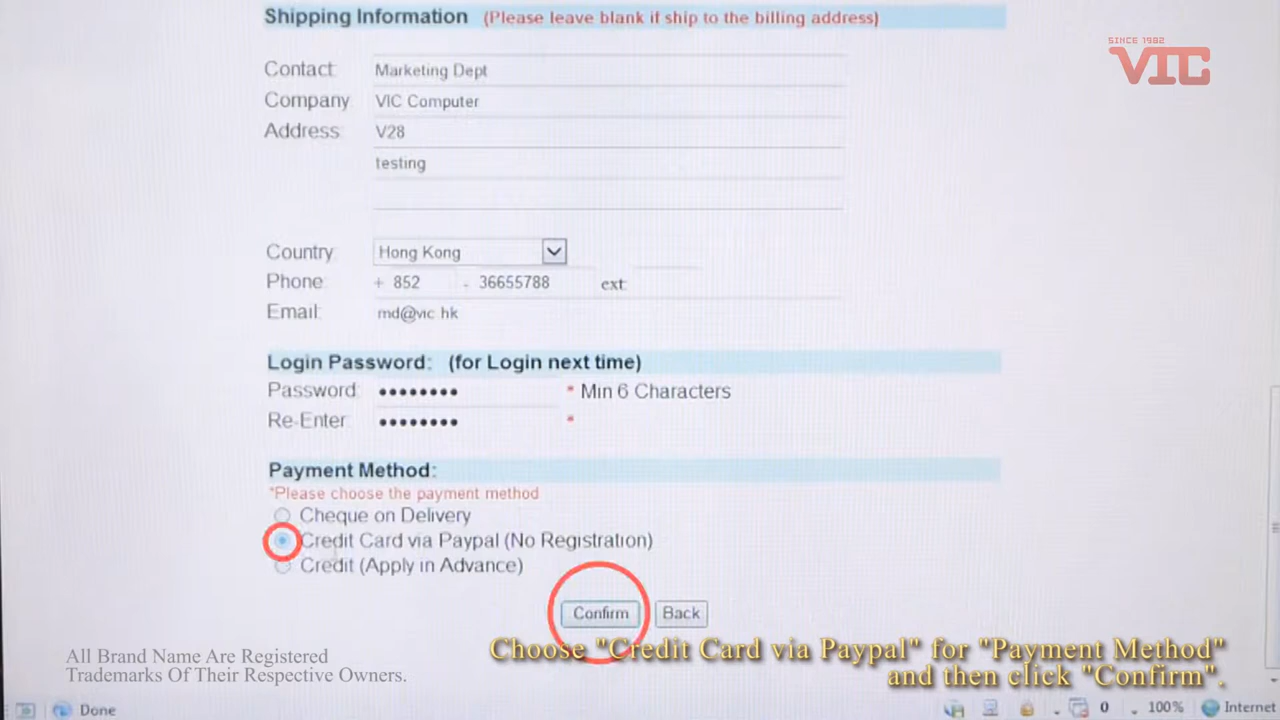 Shipping Information (Please leave blank if ship to the billing address)
SINCE 1982
VIC
Contact: Marketing Dept
Company VIC Computer
Address: V28
testing
Country Hong Kong
Phone: + 852 - 36655788 ext:
Email: md@vic.hk
Login Password: (for Login next time)
Password: •••••••• * Min 6 Characters
Re-Enter: •••••••• *
Payment Method:
*Please choose the payment method
Cheque on Delivery
Credit Card via Paypal (No Registration)
Credit (Apply in Advance)
Confirm Back
Choose "Credit Card via Paypal" for "Payment Method"
and then click "Confirm".
All Brand Name Are Registered
Trademarks Of Their Respective Owners.
Done 0 100% Internet